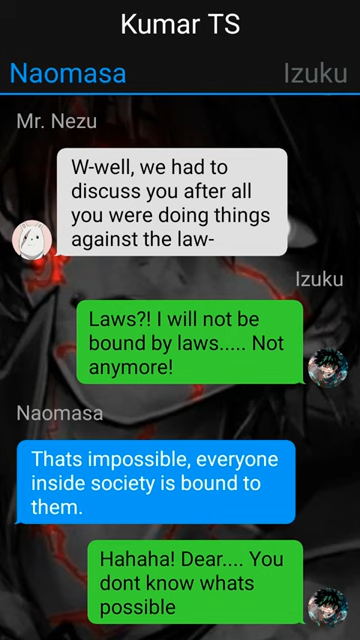 Kumar TS
Naomasa Izuku
Mr. Nezu
W-well, we had to
discuss you after all
you were doing things
against the law-
Izuku
Laws?! I will not be
bound by laws..... Not
anymore!
Naomasa
Thats impossible, everyone
inside society is bound to
them.
Hahaha! Dear.... You
dont know whats
possible